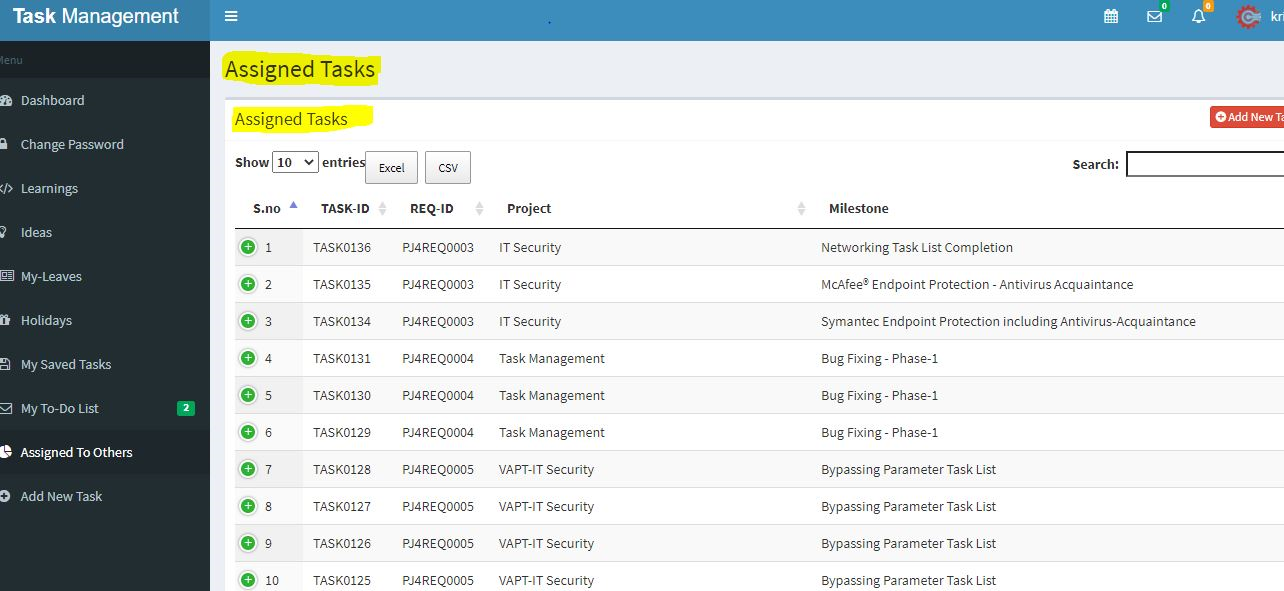 Task Management
0
0
kri
Menu
Assigned Tasks
Dashboard
Assigned Tasks
Add New Ta
Change Password
Show 10 entries Excel CSV Search:
Learnings
S.no TASK-ID REQ-ID Project Milestone
Ideas
1 TASK0136 PJ4REQ0003 IT Security Networking Task List Completion
My-Leaves
2 TASK0135 PJ4REQ0003 IT Security McAfee® Endpoint Protection - Antivirus Acquaintance
Holidays
3 TASK0134 PJ4REQ0003 IT Security Symantec Endpoint Protection including Antivirus-Acquaintance
My Saved Tasks
4 TASK0131 PJ4REQ0004 Task Management Bug Fixing - Phase-1
My To-Do List 2
5 TASK0130 PJ4REQ0004 Task Management Bug Fixing - Phase-1
6 TASK0129 PJ4REQ0004 Task Management Bug Fixing - Phase-1
Assigned To Others
7 TASK0128 PJ4REQ0005 VAPT-IT Security Bypassing Parameter Task List
Add New Task
8 TASK0127 PJ4REQ0005 VAPT-IT Security Bypassing Parameter Task List
9 TASK0126 PJ4REQ0005 VAPT-IT Security Bypassing Parameter Task List
10 TASK0125 PJ4REQ0005 VAPT-IT Security Bypassing Parameter Task List